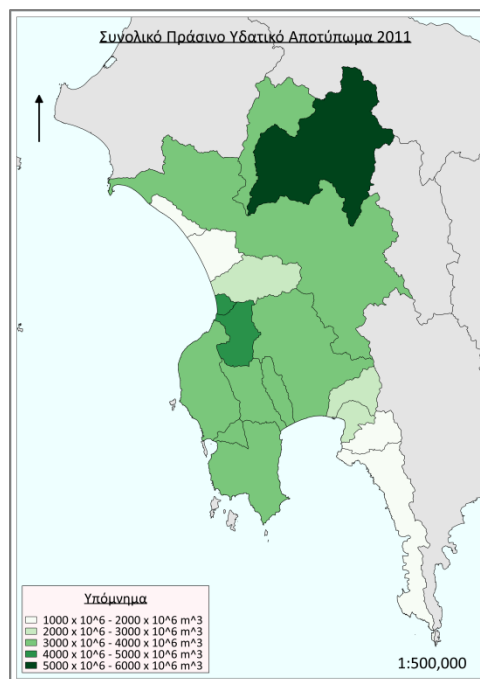 Συνολικό Πράσινο Υδατικό Αποτύπωμα 2011
Υπόμνημα
1000 x 10^6 - 2000 x 10^6 m^3
2000 x 10^6 - 3000 x 10^6 m^3
3000 x 10^6 - 4000 x 10^6 m^3
4000 x 10^6 - 5000 x 10^6 m^3
5000 x 10^6 - 6000 x 10^6 m^3
1:500,000